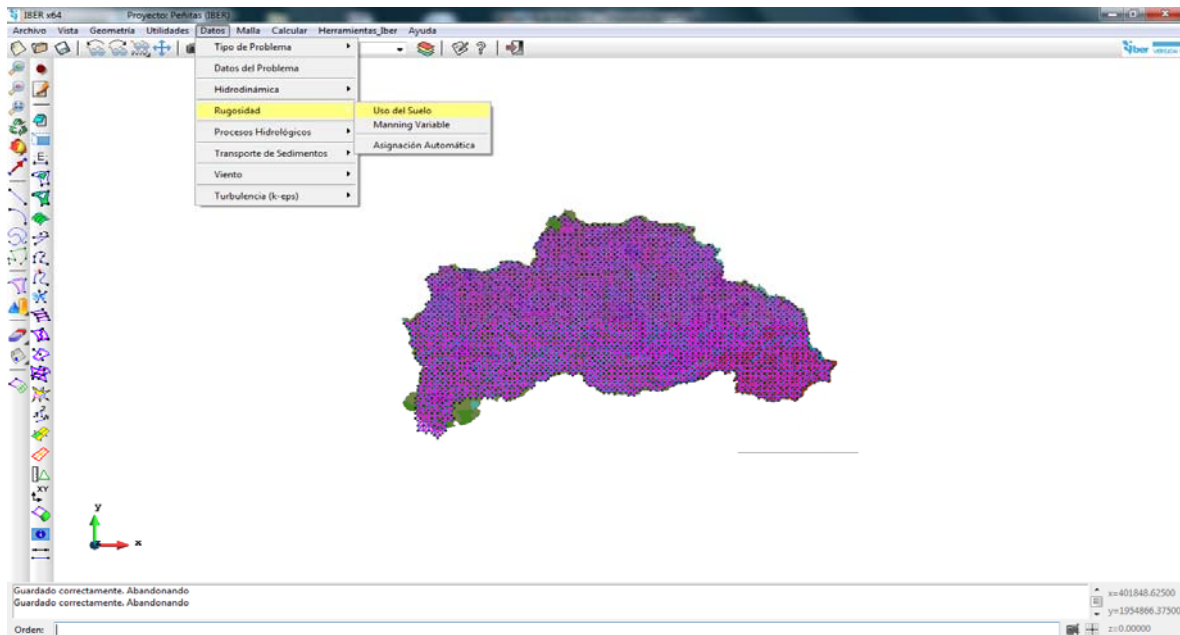 IBER x64 Proyecto: Peñitas (IBER)
Archivo Vista Geometría Utilidades Datos Malla Calcular Herramientas_Iber Ayuda
iber
Tipo de Problema
Datos del Problema
Hidrodinámica
Rugosidad
Procesos Hidrológicos
Transporte de Sedimentos
Viento
Turbulencia (k-eps)
Uso del Suelo
Manning Variable
Asignación Automática
y
x
Guardado correctamente. Abandonando
Guardado correctamente. Abandonando
Orden:
x=401848.62500
y=1954866.37500
z=0.00000